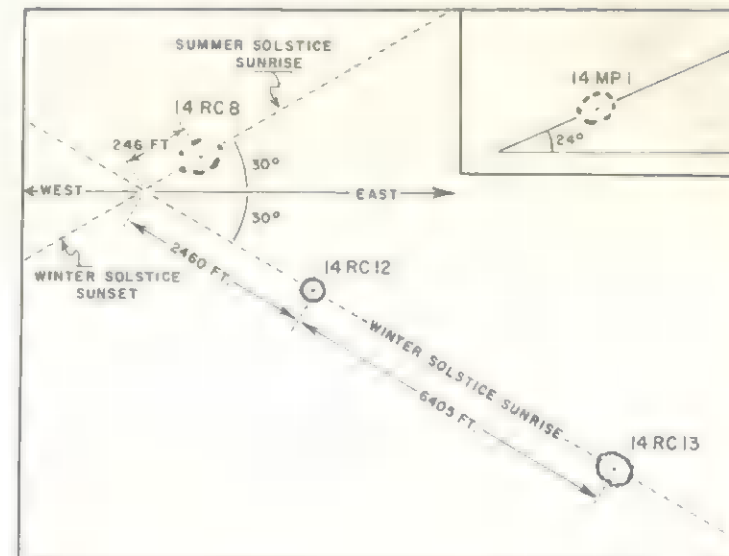 SUMMER SOLSTICE
SUNRISE
14 MP 1
14 RC 8
24°
246 FT
30°
WEST
EAST
30°
WINTER SOLSTICE
SUNSET
2460 FT
14 RC 12
WINTER SOLSTICE SUNRISE
6405 FT
14 RC 13